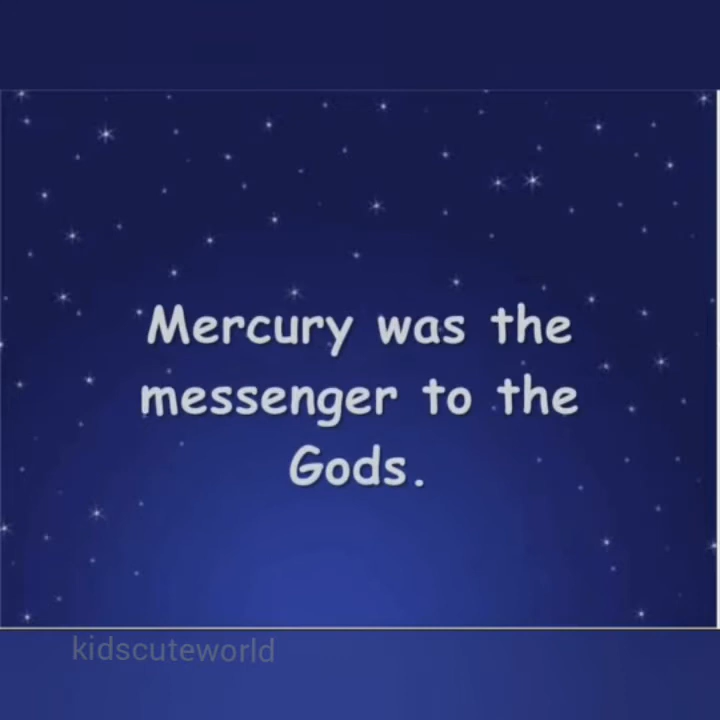 Mercury was the
messenger to the
Gods.
kidscuteworld